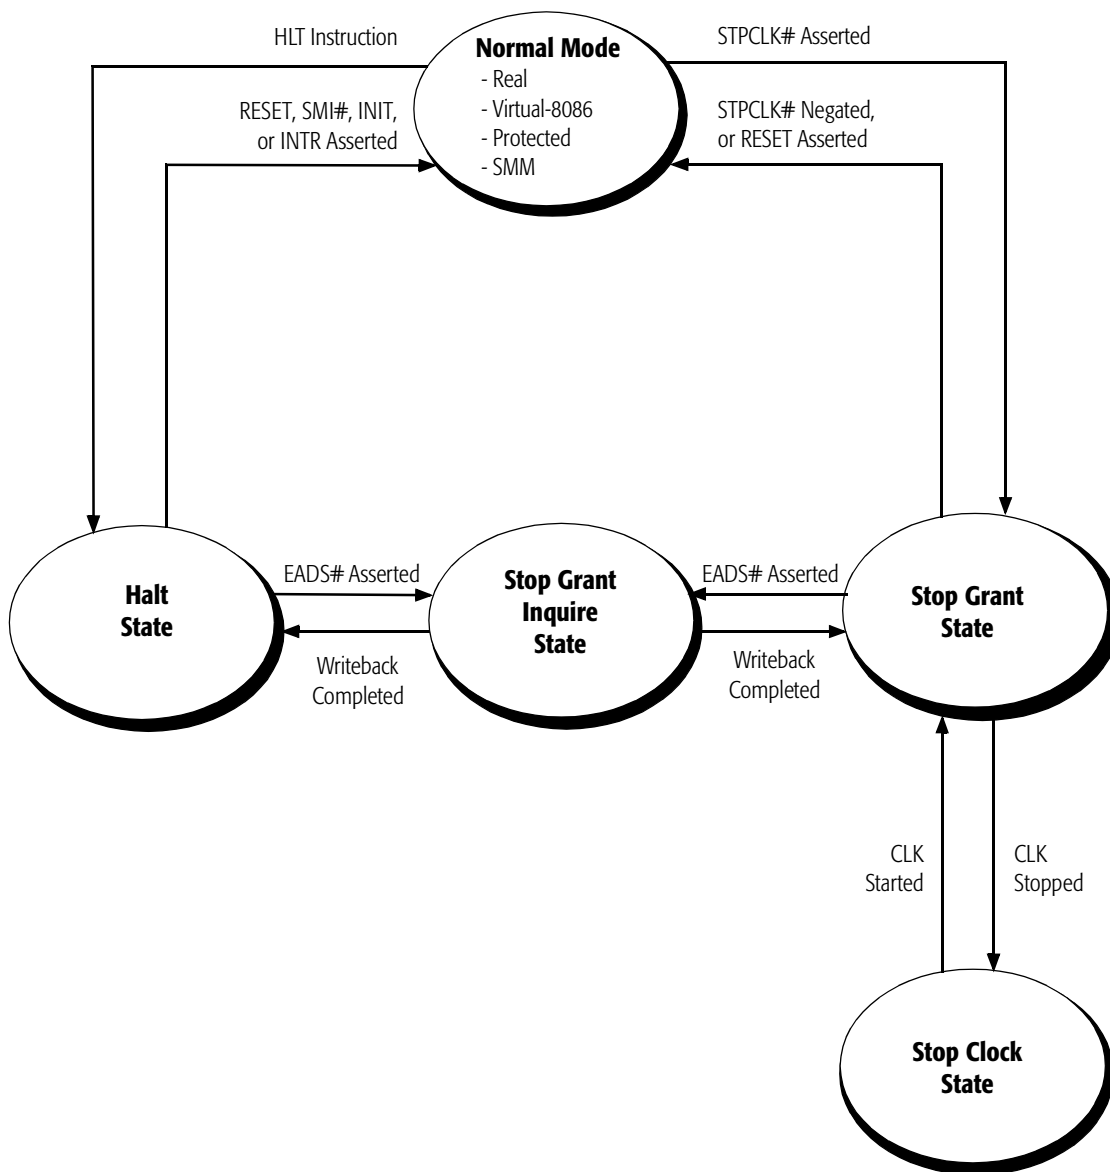 HLT Instruction
Normal Mode
- Real
- Virtual-8086
- Protected
- SMM
STPCLK# Asserted
RESET, SMI#, INIT,
or INTR Asserted
STPCLK# Negated,
or RESET Asserted
Halt
State
EADS# Asserted
Writeback
Completed
Stop Grant
Inquire
State
EADS# Asserted
Writeback
Completed
Stop Grant
State
CLK
Started
CLK
Stopped
Stop Clock
State